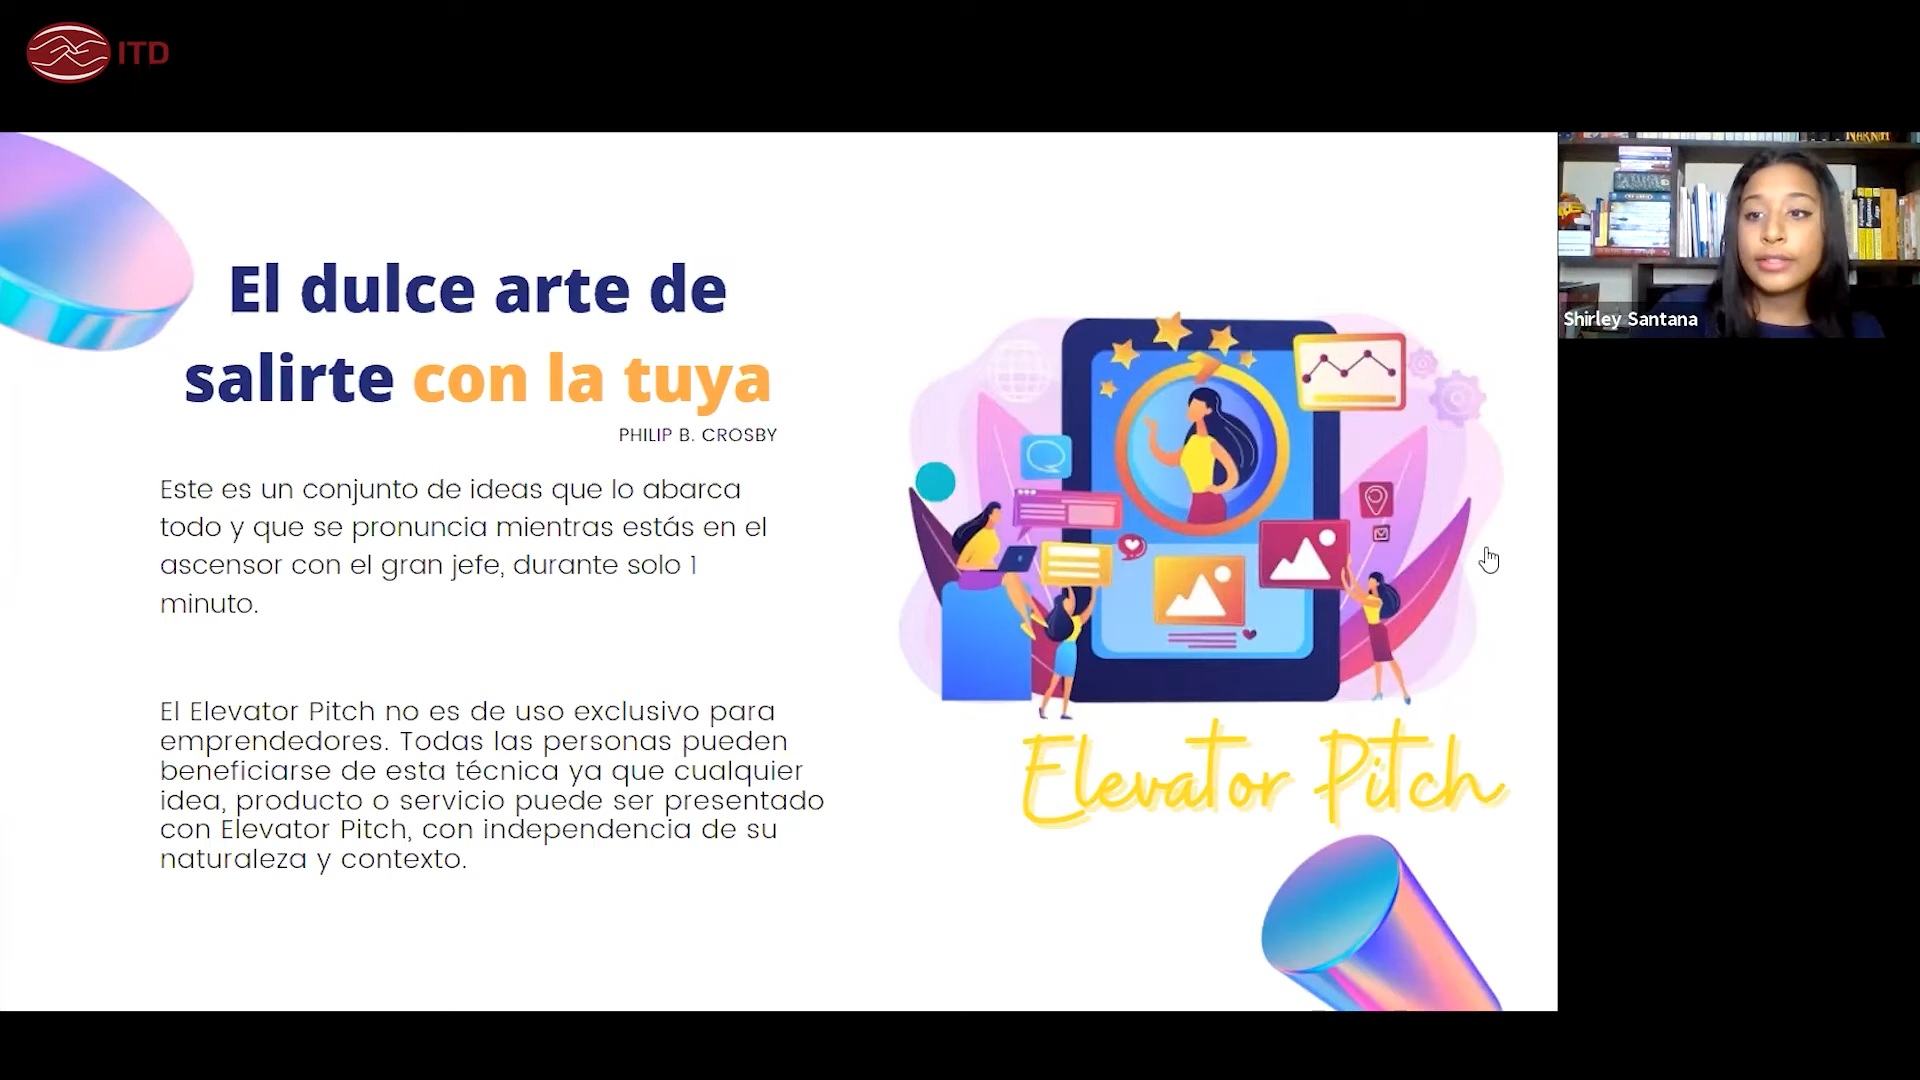 ITD
El dulce arte de
salirte con la tuya
PHILIP B. CROSBY
Este es un conjunto de ideas que lo abarca
todo y que se pronuncia mientras estás en el
ascensor con el gran jefe, durante solo 1
minuto.
El Elevator Pitch no es de uso exclusivo para
emprendedores. Todas las personas pueden
beneficiarse de esta técnica ya que cualquier
idea, producto o servicio puede ser presentado
con Elevator Pitch, con independencia de su
naturaleza y contexto.
Elevator Pitch
NARNIA
Shirley Santana